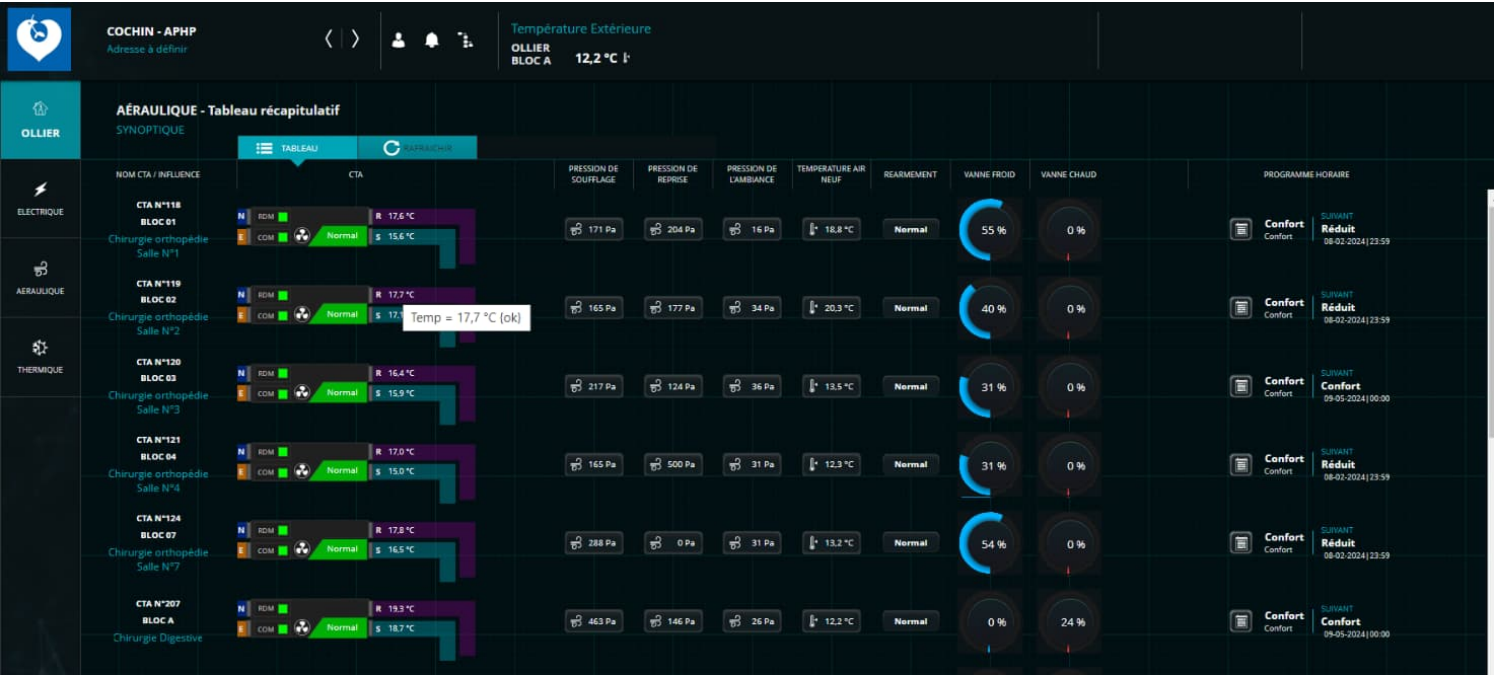 COCHIN - APHP
Adresse à définir
Température Extérieure
OLLIER
BLOC A 12,2 °C
OLLIER
AÉRAULIQUE - Tableau récapitulatif
SYNOPTIQUE
TABLEAU RAFRAICHIR
NOM CTA / INFLUENCE CTA PRESSION DE SOUFFLAGE PRESSION DE REPRISE PRESSION DE L'AMBIANCE TEMPERATURE AIR NEUF REARMEMENT VANNE FROID VANNE CHAUD PROGRAMME HORAIRE
ELECTRIQUE
AERAULIQUE
THERMIQUE
CTA N°118
BLOC 01
Chirurgie orthopédie
Salle N°1
N RDM R 17,6 °C
E COM Normal S 15,6 °C
171 Pa 204 Pa 16 Pa 18,8 °C Normal 55 % 0 %
Confort
Confort
SUIVANT
Réduit
08-02-2024|23:59
CTA N°119
BLOC 02
Chirurgie orthopédie
Salle N°2
N RDM R 17,7 °C
E COM Normal S 17,1
Temp = 17,7 °C (ok)
165 Pa 177 Pa 34 Pa 20,3 °C Normal 40 % 0 %
Confort
Confort
SUIVANT
Réduit
08-02-2024|23:59
CTA N°120
BLOC 03
Chirurgie orthopédie
Salle N°3
N RDM R 16,4 °C
E COM Normal S 15,9 °C
217 Pa 124 Pa 36 Pa 13,5 °C Normal 31 % 0 %
Confort
Confort
SUIVANT
Confort
09-05-2024|00:00
CTA N°121
BLOC 04
Chirurgie orthopédie
Salle N°4
N RDM R 17,0 °C
E COM Normal S 15,0 °C
165 Pa 500 Pa 31 Pa 12,3 °C Normal 31 % 0 %
Confort
Confort
SUIVANT
Réduit
08-02-2024|23:59
CTA N°124
BLOC 07
Chirurgie orthopédie
Salle N°7
N RDM R 17,8 °C
E COM Normal S 16,5 °C
288 Pa 0 Pa 31 Pa 13,2 °C Normal 54 % 0 %
Confort
Confort
SUIVANT
Réduit
08-02-2024|23:59
CTA N°207
BLOC A
Chirurgie Digestive
N RDM R 19,3 °C
E COM Normal S 18,7 °C
463 Pa 146 Pa 26 Pa 12,2 °C Normal 0 % 24 %
Confort
Confort
SUIVANT
Confort
09-05-2024|00:00